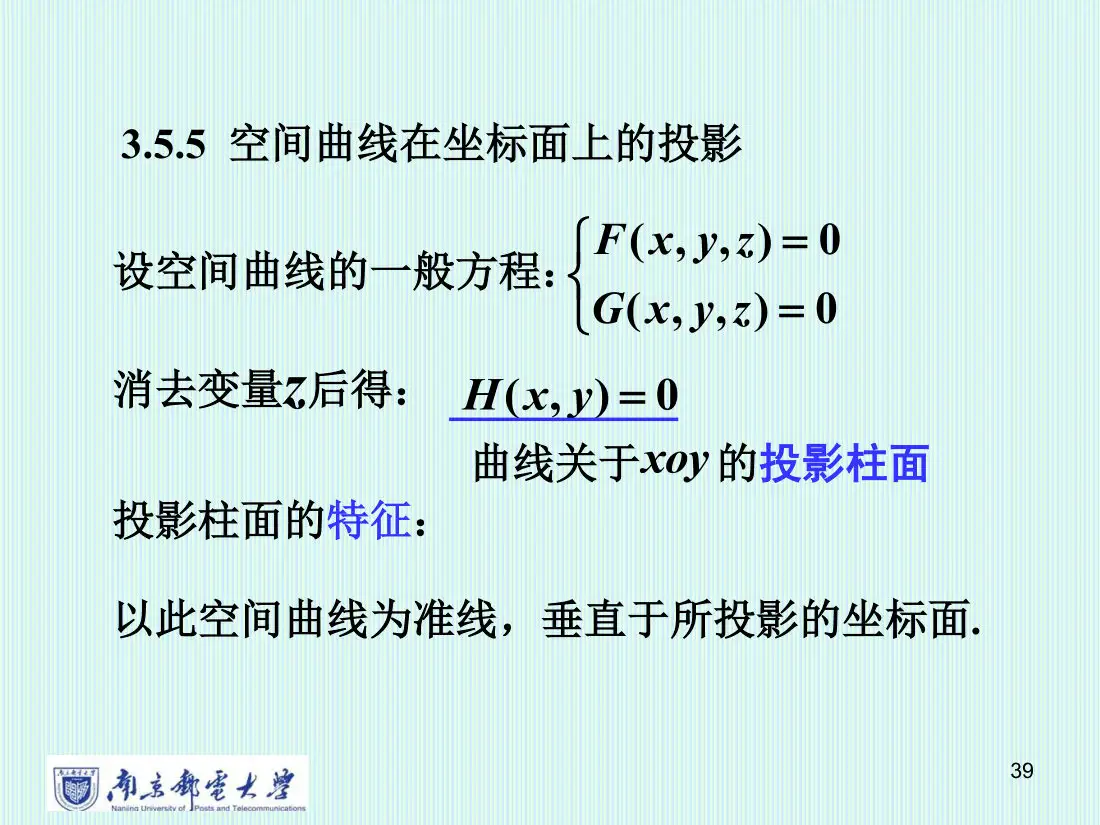 3.5.5 空间曲线在坐标面上的投影
设空间曲线的一般方程：
F(x, y, z) = 0
G(x, y, z) = 0
消去变量z后得： H(x, y) = 0
曲线关于xoy 的投影柱面
投影柱面的特征：
以此空间曲线为准线，垂直于所投影的坐标面.
南京邮電大学
Nanjing University of Posts and Telecommunications
39